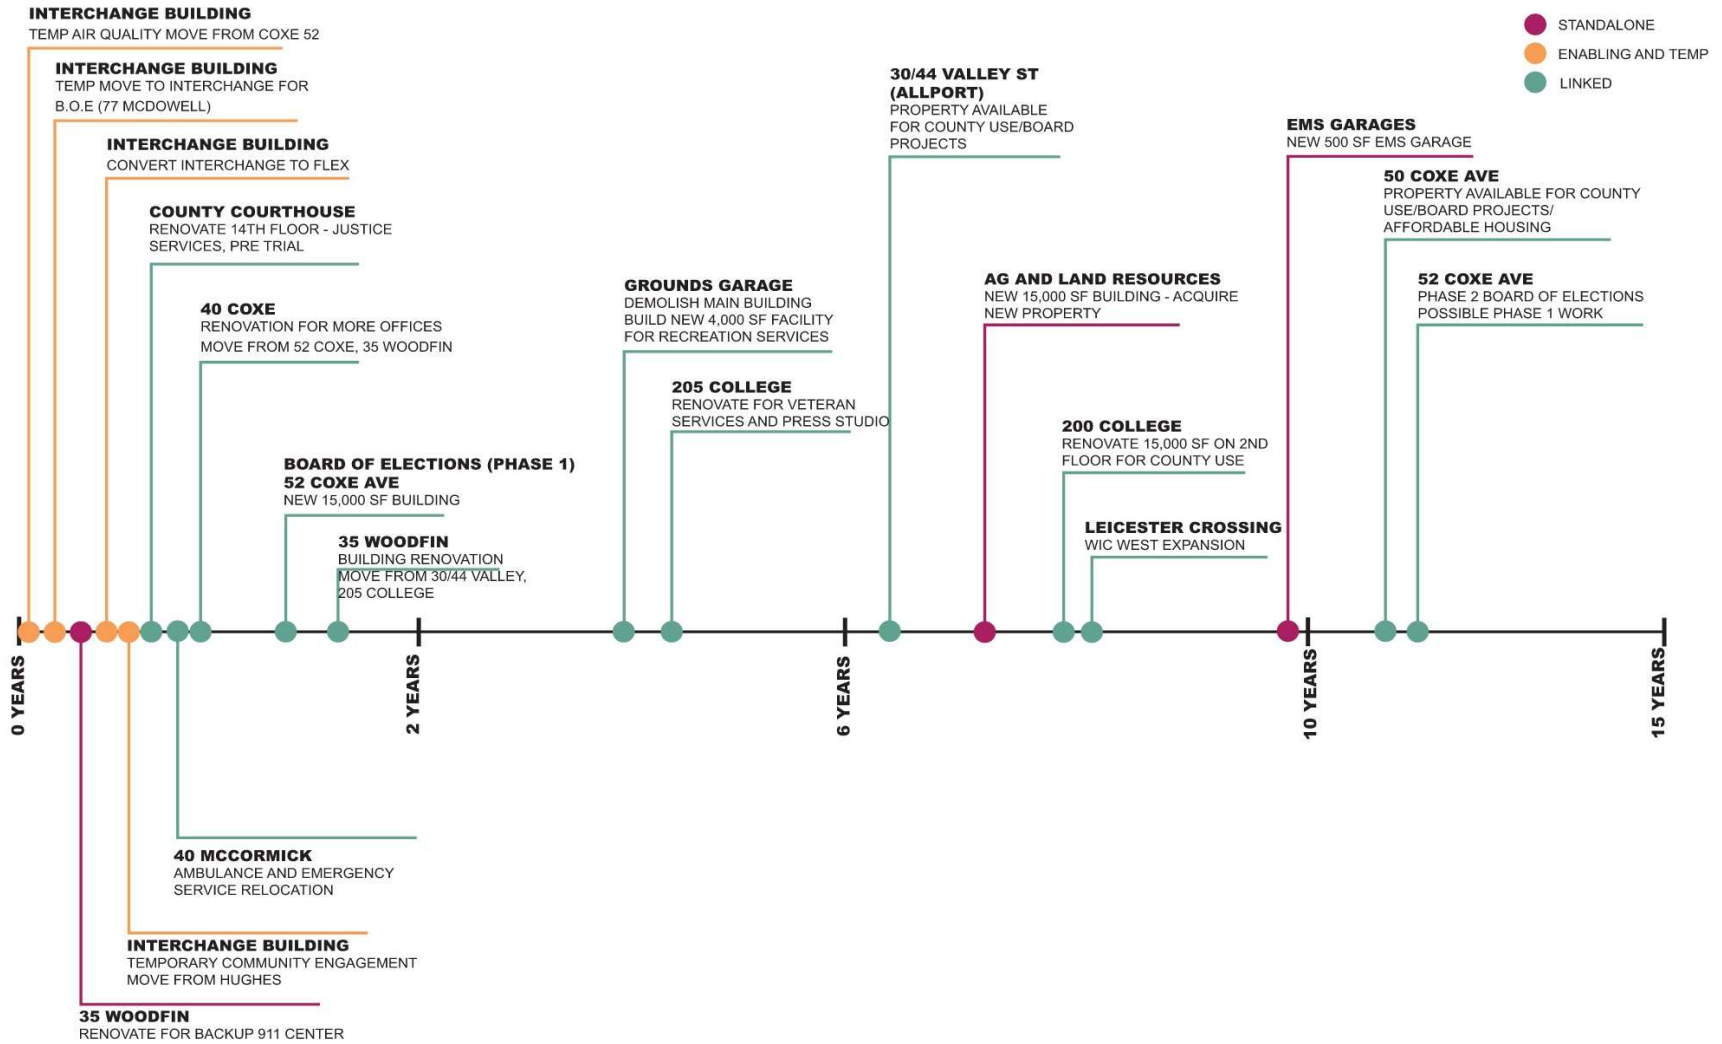 INTERCHANGE BUILDING
TEMP AIR QUALITY MOVE FROM COXE 52
INTERCHANGE BUILDING
TEMP MOVE TO INTERCHANGE FOR
B.O.E (77 MCDOWELL)
INTERCHANGE BUILDING
CONVERT INTERCHANGE TO FLEX
COUNTY COURTHOUSE
RENOVATE 14TH FLOOR - JUSTICE
SERVICES, PRE TRIAL
40 COXE
RENOVATION FOR MORE OFFICES
MOVE FROM 52 COXE, 35 WOODFIN
BOARD OF ELECTIONS (PHASE 1)
52 COXE AVE
NEW 15,000 SF BUILDING
35 WOODFIN
BUILDING RENOVATION
MOVE FROM 30/44 VALLEY,
205 COLLEGE
GROUNDS GARAGE
DEMOLISH MAIN BUILDING
BUILD NEW 4,000 SF FACILITY
FOR RECREATION SERVICES
205 COLLEGE
RENOVATE FOR VETERAN
SERVICES AND PRESS STUDIO
30/44 VALLEY ST
(ALLPORT)
PROPERTY AVAILABLE
FOR COUNTY USE/BOARD
PROJECTS
AG AND LAND RESOURCES
NEW 15,000 SF BUILDING - ACQUIRE
NEW PROPERTY
200 COLLEGE
RENOVATE 15,000 SF ON 2ND
FLOOR FOR COUNTY USE
LEICESTER CROSSING
WIC WEST EXPANSION
EMS GARAGES
NEW 500 SF EMS GARAGE
50 COXE AVE
PROPERTY AVAILABLE FOR COUNTY
USE/BOARD PROJECTS/
AFFORDABLE HOUSING
52 COXE AVE
PHASE 2 BOARD OF ELECTIONS
POSSIBLE PHASE 1 WORK
STANDALONE
ENABLING AND TEMP
LINKED
0 YEARS
2 YEARS
6 YEARS
10 YEARS
15 YEARS
40 MCCORMICK
AMBULANCE AND EMERGENCY
SERVICE RELOCATION
INTERCHANGE BUILDING
TEMPORARY COMMUNITY ENGAGEMENT
MOVE FROM HUGHES
35 WOODFIN
RENOVATE FOR BACKUP 911 CENTER